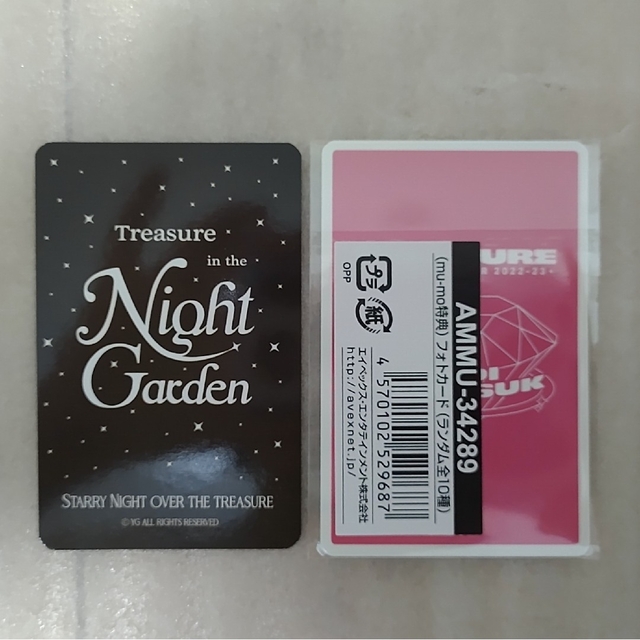 Treasure
in the
Night
Garden
STARRY NIGHT OVER THE TREASURE
© YG ALL RIGHTS RESERVED
URE
R 2022-23
DI
SUK
AMMU-34289
(mu-mo特典) フォトカード (ランダム全10種)
プラ
OPP
紙
4 570102 529687
エイベックス・エンタテインメント株式会社
http://avexnet.jp/